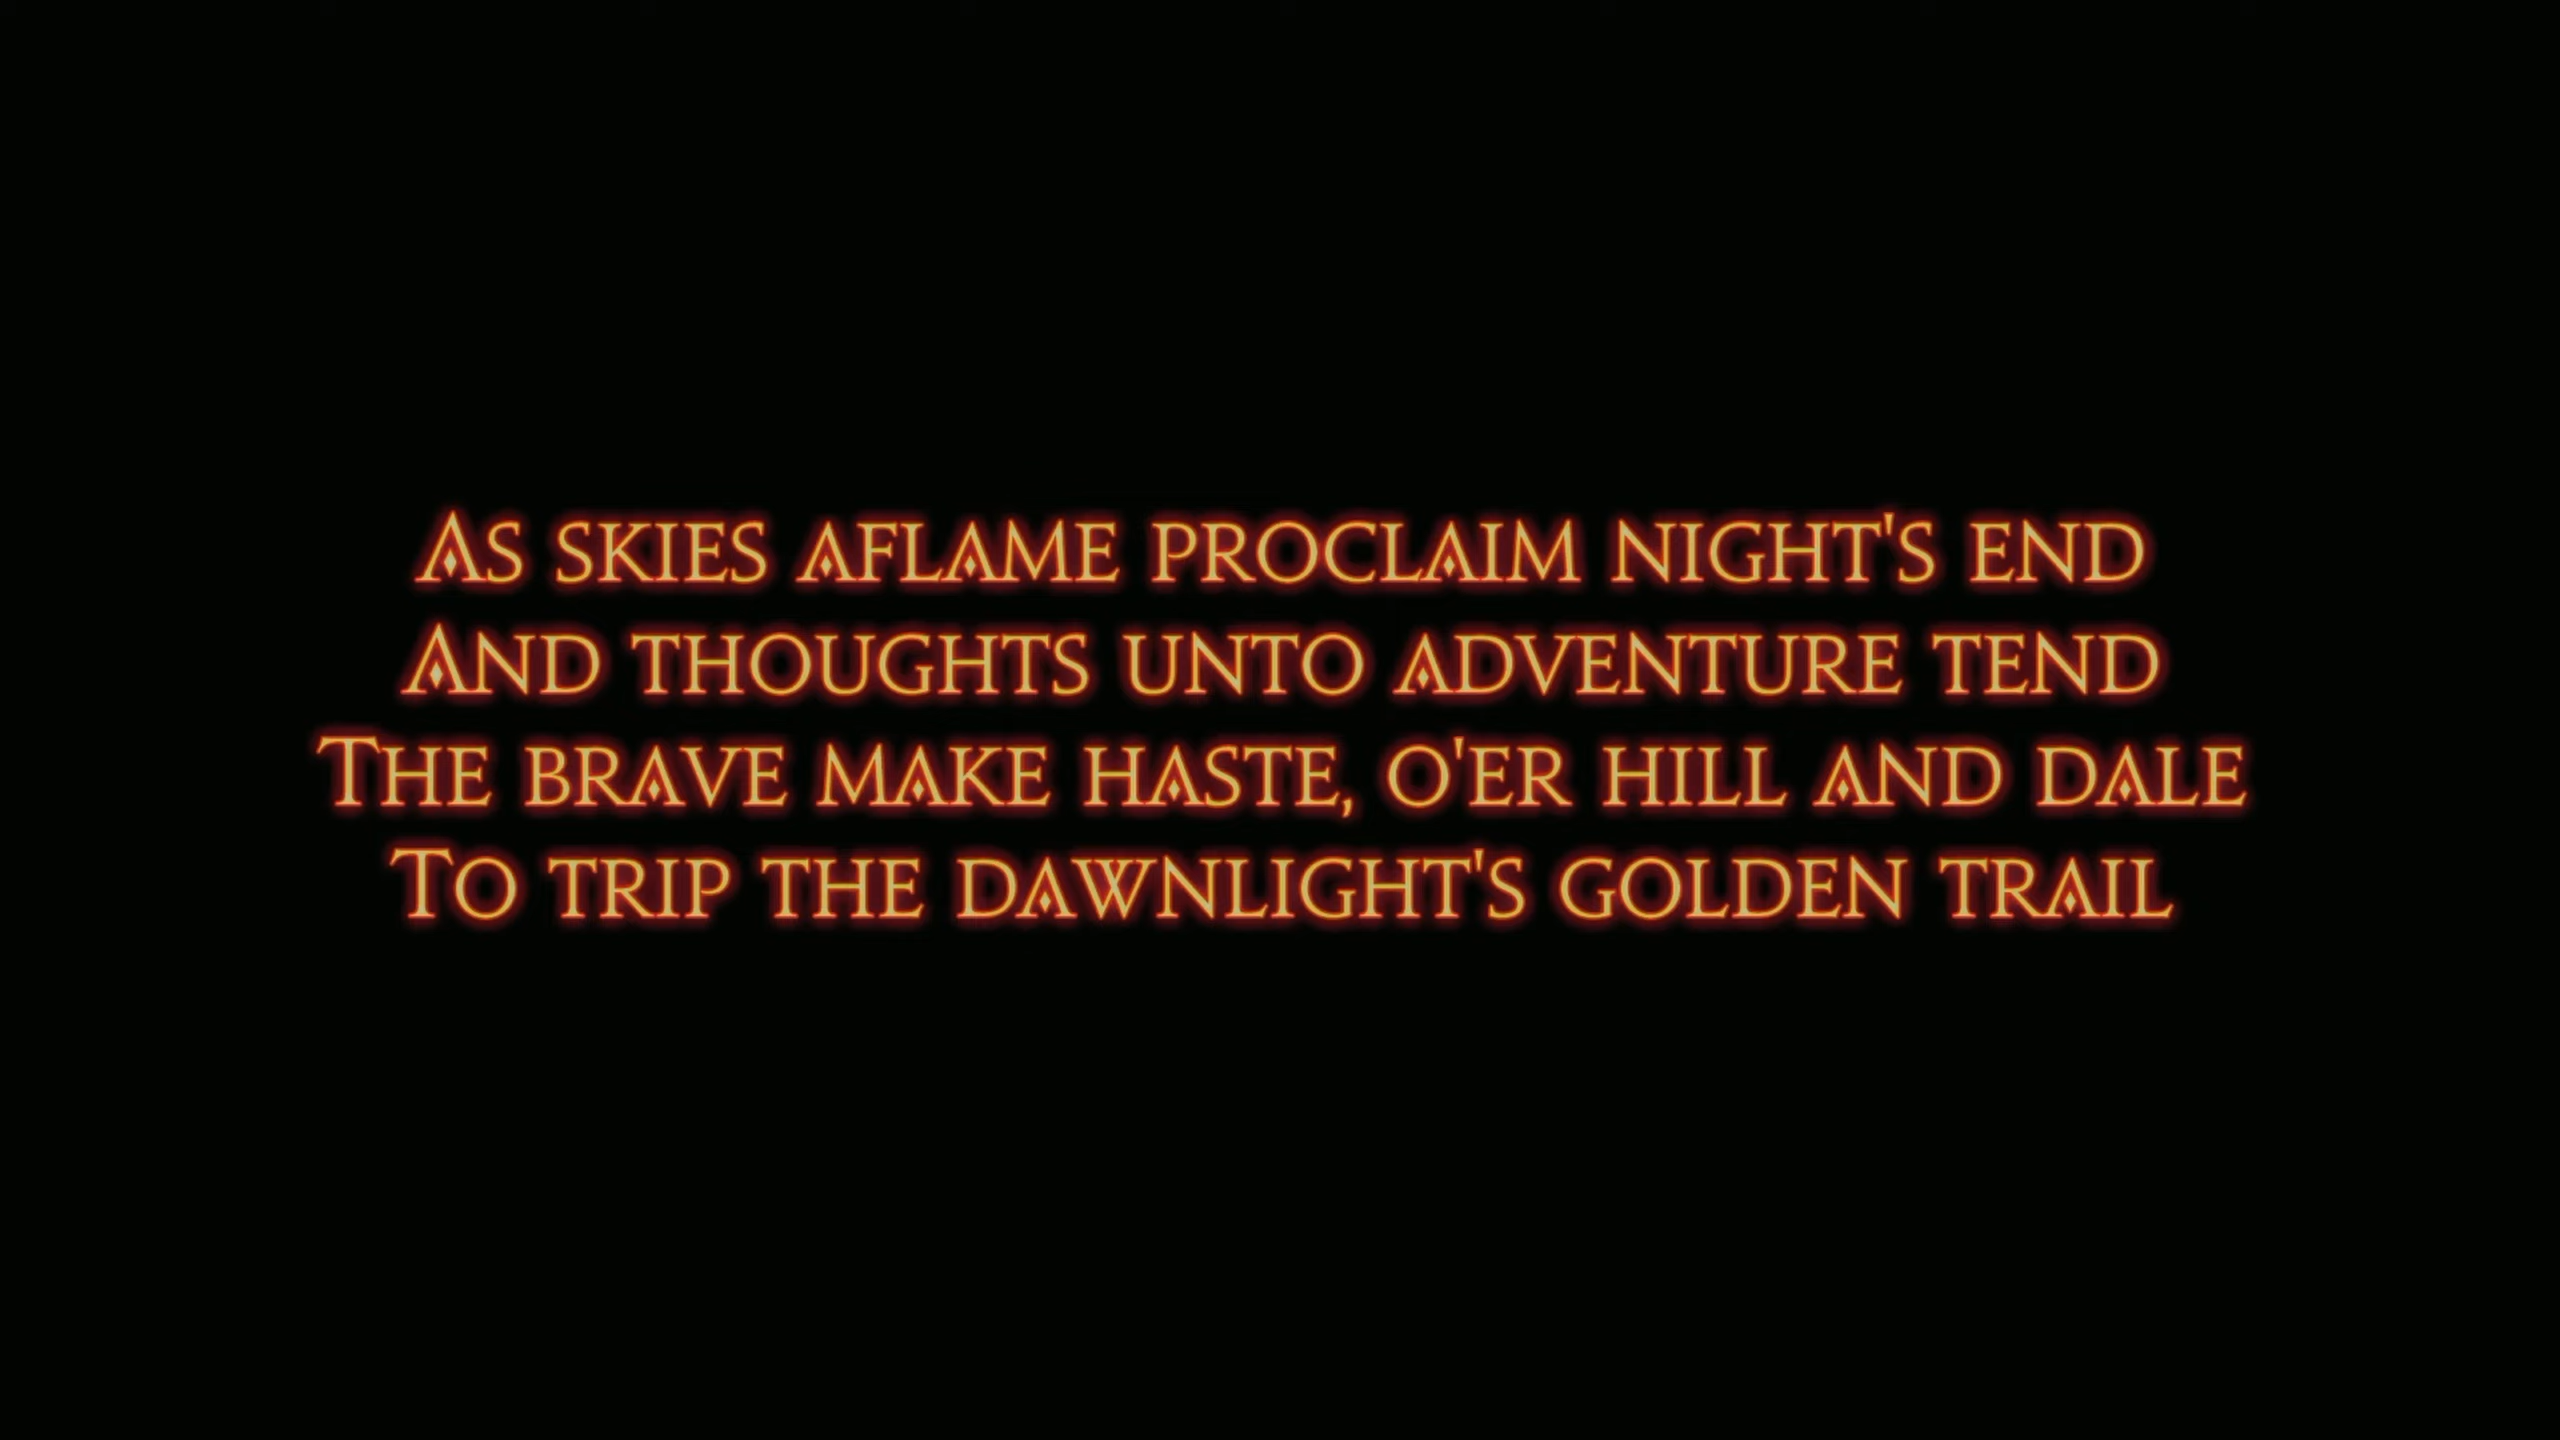 As skies aflame proclaim night's end
And thoughts unto adventure tend
The brave make haste, o'er hill and dale
To trip the dawnlight's golden trail